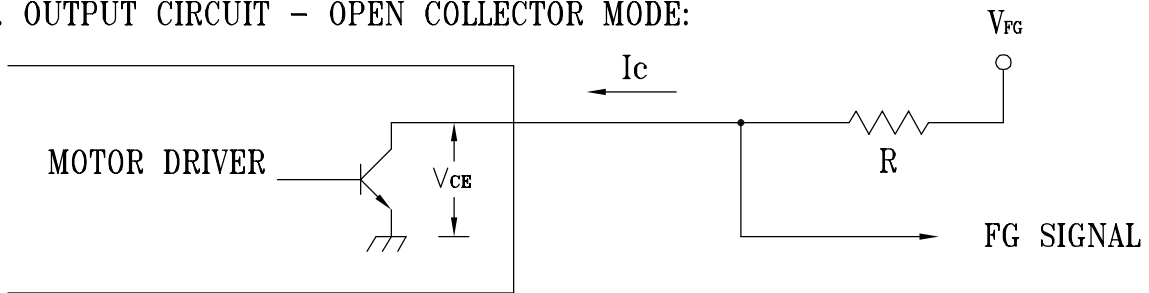 . OUTPUT CIRCUIT – OPEN COLLECTOR MODE:
VFG
Ic
MOTOR DRIVER
VCE
R
FG SIGNAL